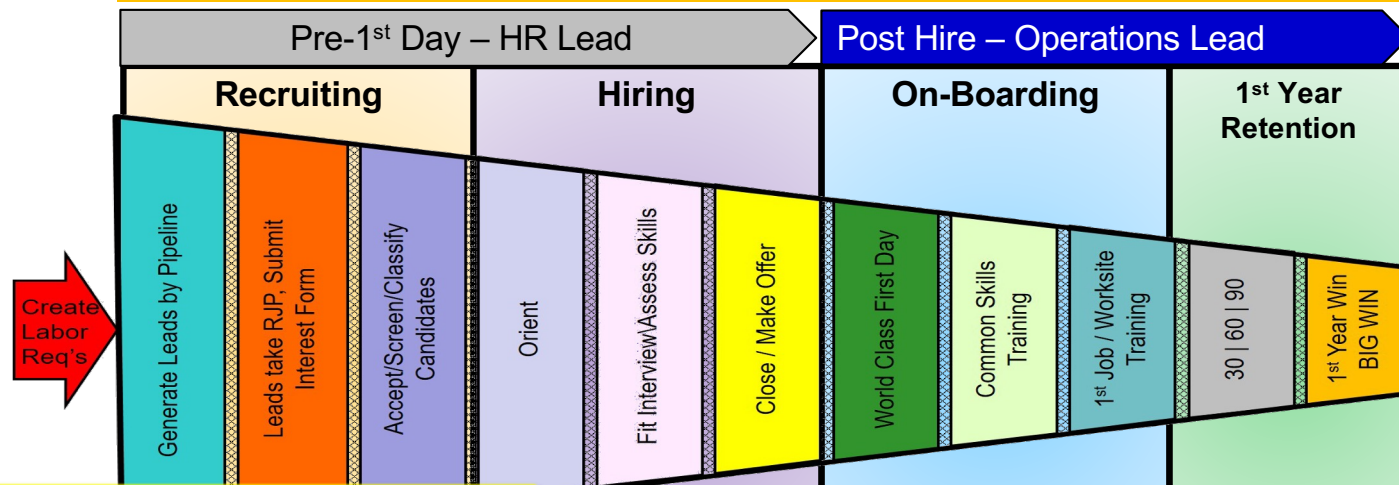 Pre-1st Day – HR Lead
Post Hire – Operations Lead
Recruiting
Hiring
On-Boarding
1st Year
Retention
Create
Labor
Req's
Generate Leads by Pipeline
Leads take RJP, Submit
Interest Form
Accept/Screen/Classify
Candidates
Orient
Fit Interview\Assess Skills
Close / Make Offer
World Class First Day
Common Skills
Training
1st Job / Worksite
Training
30 | 60 | 90
1st Year Win
BIG WIN